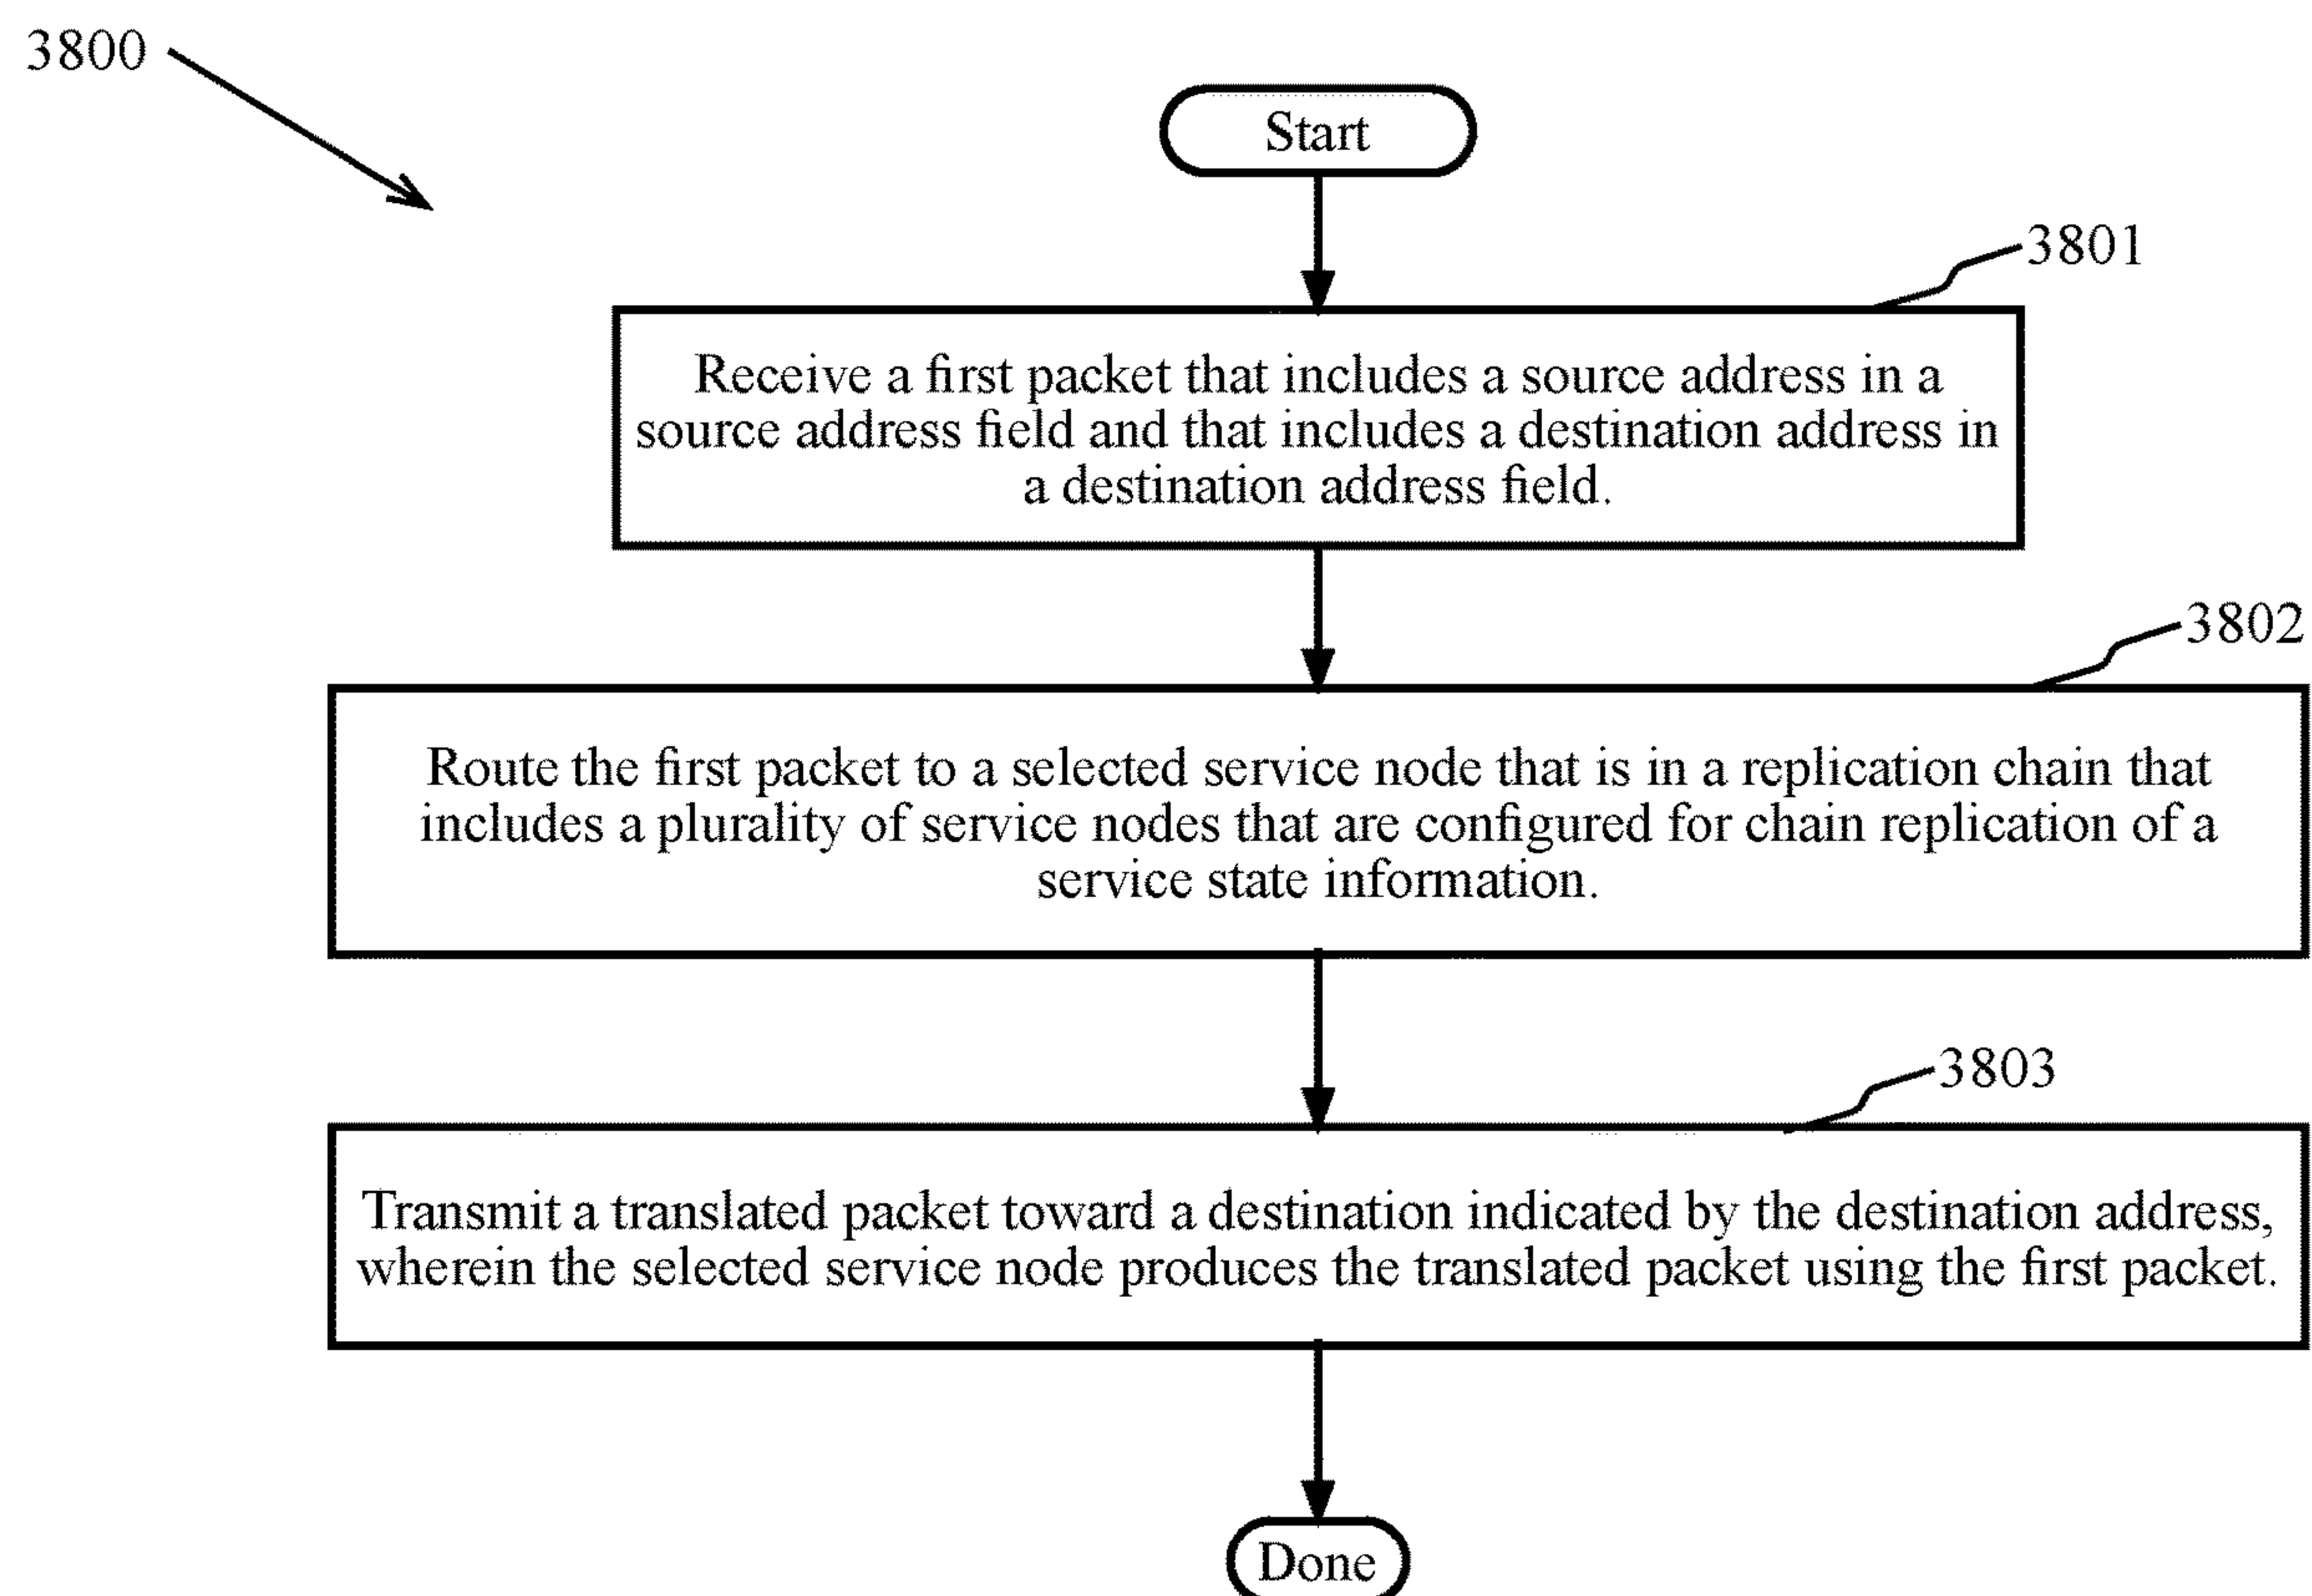 3800
Start
3801
Receive a first packet that includes a source address in a
source address field and that includes a destination address in
a destination address field.
3802
Route the first packet to a selected service node that is in a replication chain that
includes a plurality of service nodes that are configured for chain replication of a
service state information.
3803
Transmit a translated packet toward a destination indicated by the destination address,
wherein the selected service node produces the translated packet using the first packet.
Done